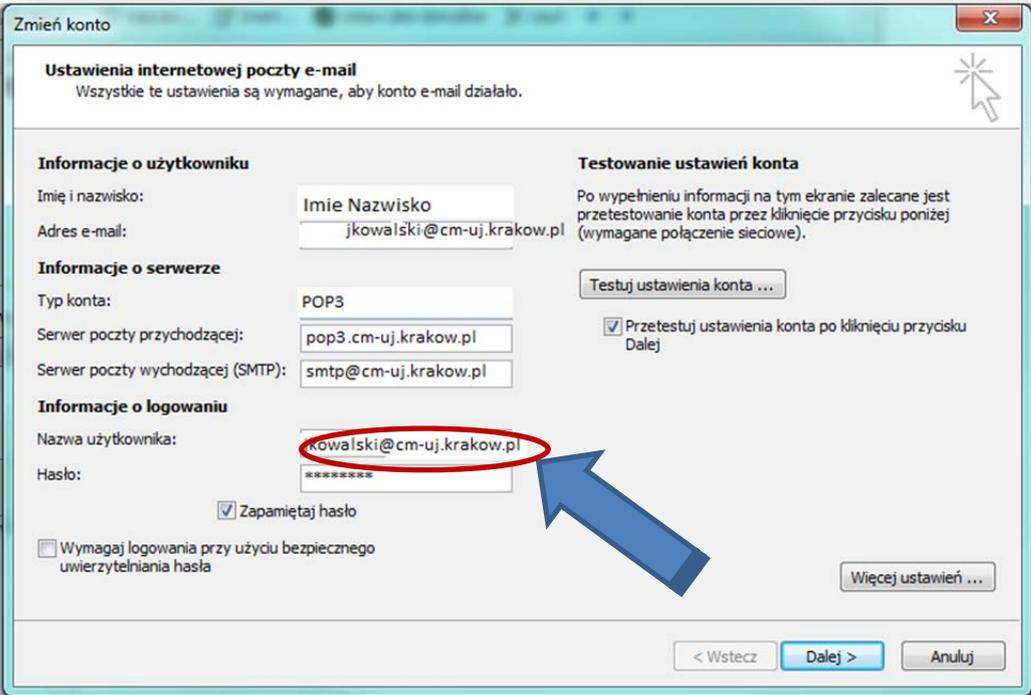 Zmień konto
Ustawienia internetowej poczty e-mail
Wszystkie te ustawienia są wymagane, aby konto e-mail działało.
Informacje o użytkowniku
Imię i nazwisko:
Imie Nazwisko
Adres e-mail:
jkowalski@cm-uj.krakow.pl
Informacje o serwerze
Typ konta:
POP3
Serwer poczty przychodzącej:
pop3.cm-uj.krakow.pl
Serwer poczty wychodzącej (SMTP):
smtp@cm-uj.krakow.pl
Informacje o logowaniu
Nazwa użytkownika:
jkowalski@cm-uj.krakow.pl
Hasło:
********
Zapamiętaj hasło
Wymagaj logowania przy użyciu bezpiecznego
uwierzytelniania hasła
Testowanie ustawień konta
Po wypełnieniu informacji na tym ekranie zalecane jest
przetestowanie konta przez kliknięcie przycisku poniżej
(wymagane połączenie sieciowe).
Testuj ustawienia konta ...
Przetestuj ustawienia konta po kliknięciu przycisku
Dalej
Więcej ustawień ...
< Wstecz
Dalej >
Anuluj